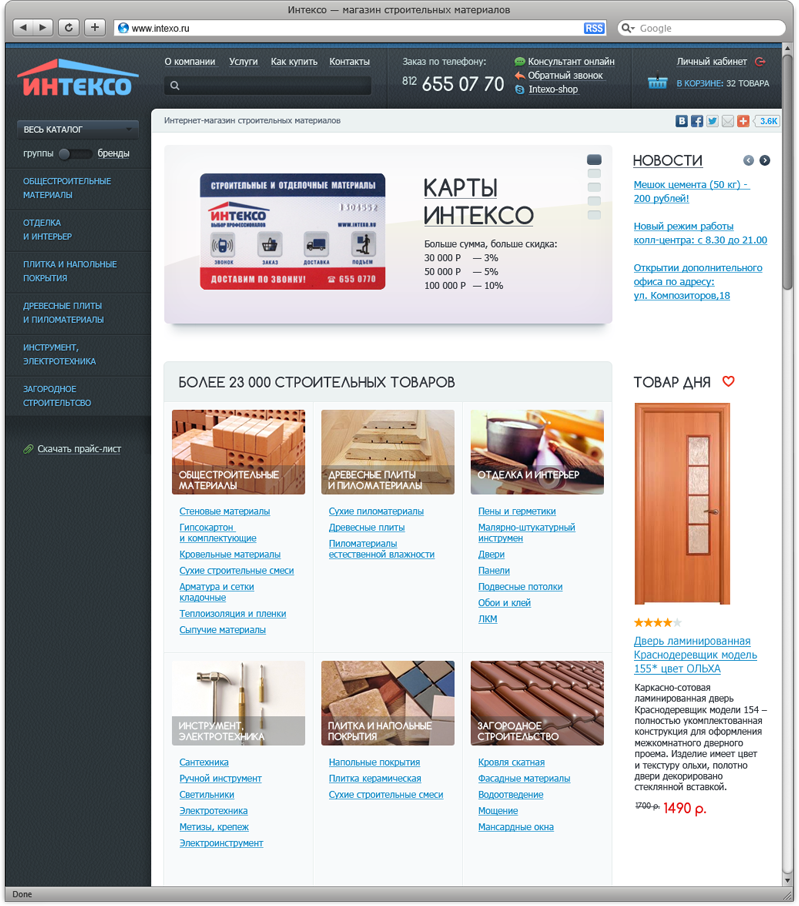 Интексо — магазин строительных материалов
www.intexo.ru
RSS
Google
ИНТЕКСО
О компании
Услуги
Как купить
Контакты
Заказ по телефону:
812 655 07 70
Консультант онлайн
Обратный звонок
Intexo-shop
Личный кабинет
В КОРЗИНЕ: 32 ТОВАРА
ВЕСЬ КАТАЛОГ
группы
бренды
ОБЩЕСТРОИТЕЛЬНЫЕ
МАТЕРИАЛЫ
ОТДЕЛКА
И ИНТЕРЬЕР
ПЛИТКА И НАПОЛЬНЫЕ
ПОКРЫТИЯ
ДРЕВЕСНЫЕ ПЛИТЫ
И ПИЛОМАТЕРИАЛЫ
ИНСТРУМЕНТ,
ЭЛЕКТРОТЕХНИКА
ЗАГОРОДНОЕ
СТРОИТЕЛЬТСВО
Скачать прайс-лист
Интернет-магазин строительных материалов
3.6K
СТРОИТЕЛЬНЫЕ И ОТДЕЛОЧНЫЕ МАТЕРИАЛЫ
1304552
ИНТЕКСО
ВЫБОР ПРОФЕССИОНАЛОВ
WWW.INTEXO.RU
ЗВОНОК
ЗАКАЗ
ДОСТАВКА
ПОДЪЕМ
ДОСТАВИМ ПО ЗВОНКУ!
655 0770
КАРТЫ
ИНТЕКСО
Больше сумма, больше скидка:
30 000 Р — 3%
50 000 Р — 5%
100 000 Р — 10%
НОВОСТИ
Мешок цемента (50 кг) -
200 рублей!
Новый режим работы
колл-центра: с 8.30 до 21.00
Открытии дополнительного
офиса по адресу:
ул. Композиторов,18
БОЛЕЕ 23 000 СТРОИТЕЛЬНЫХ ТОВАРОВ
ОБЩЕСТРОИТЕЛЬНЫЕ
МАТЕРИАЛЫ
Стеновые материалы
Гипсокартон
и комплектующие
Кровельные материалы
Сухие строительные смеси
Арматура и сетки
кладочные
Теплоизоляция и пленки
Сыпучие материалы
ДРЕВЕСНЫЕ ПЛИТЫ
И ПИЛОМАТЕРИАЛЫ
Сухие пиломатериалы
Древесные плиты
Пиломатериалы
естественной влажности
ОТДЕЛКА И ИНТЕРЬЕР
Пены и герметики
Малярно-штукатурный
инструмен
Двери
Панели
Подвесные потолки
Обои и клей
ЛКМ
ИНСТРУМЕНТ,
ЭЛЕКТРОТЕХНИКА
Сантехника
Ручной инструмент
Светильники
Электротехника
Метизы, крепеж
Электроинструмент
ПЛИТКА И НАПОЛЬНЫЕ
ПОКРЫТИЯ
Напольные покрытия
Плитка керамическая
Сухие строительные смеси
ЗАГОРОДНОЕ
СТРОИТЕЛЬСТВО
Кровля скатная
Фасадные материалы
Водоотведение
Мощение
Мансардные окна
ТОВАР ДНЯ
Дверь ламинированная
Краснодеревщик модель
155* цвет ОЛЬХА
Каркасно-сотовая
ламинированная дверь
Краснодеревщик модели 154 –
полностью укомплектованная
конструкция для оформления
межкомнатного дверного
проема. Изделие имеет цвет
и текстуру ольхи, полотно
двери декорировано
стеклянной вставкой.
1700 р. 1490 р.
Done